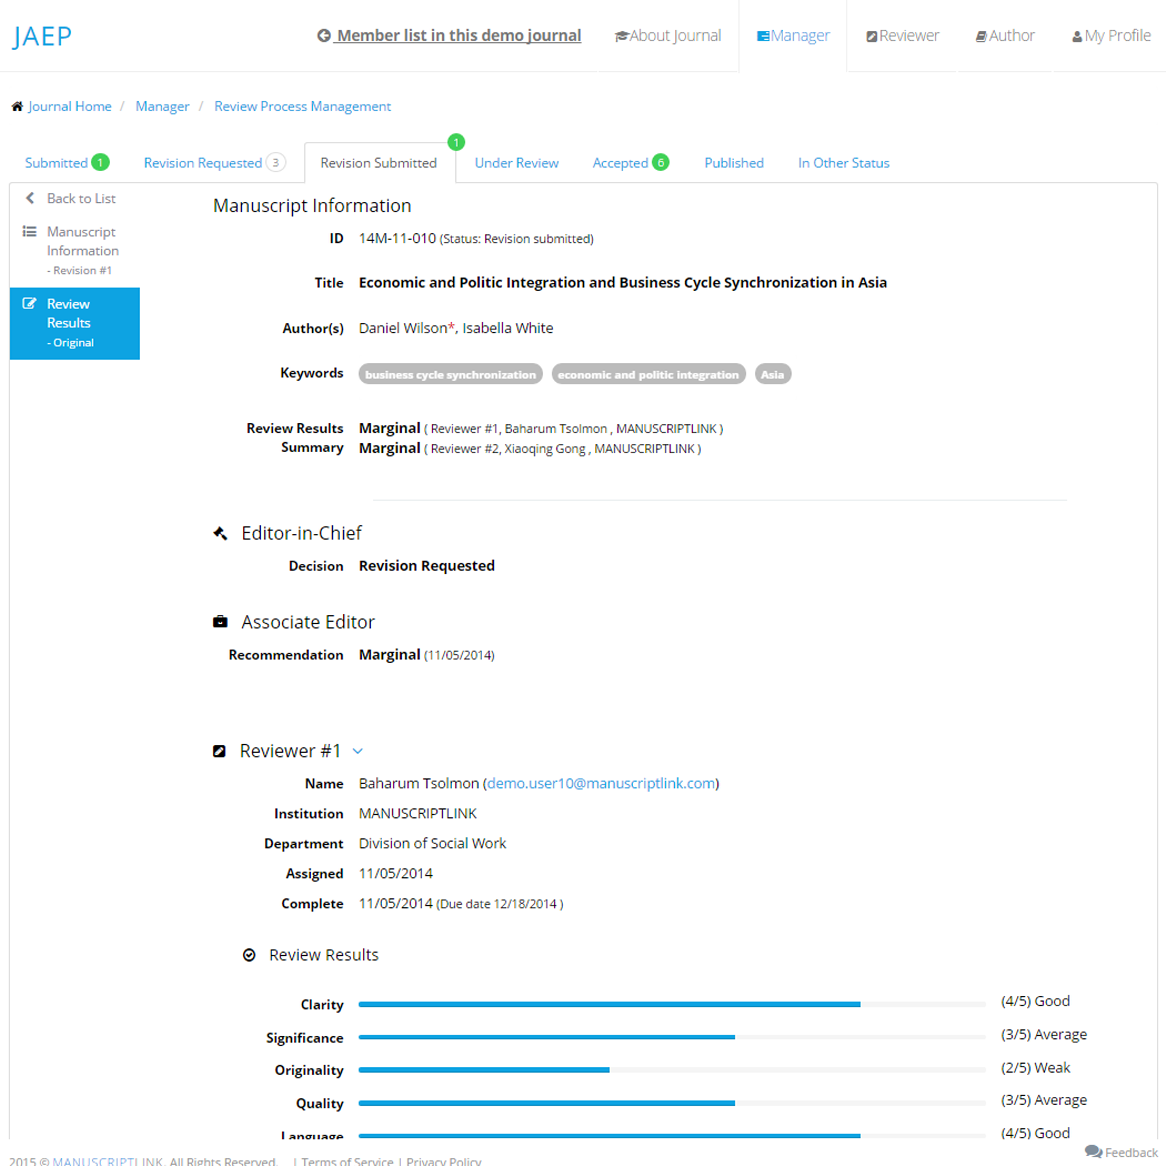 JAEP
Member list in this demo journal
About Journal
Manager
Reviewer
Author
My Profile
Journal Home / Manager / Review Process Management
Submitted 1
Revision Requested 3
Revision Submitted 1
Under Review
Accepted 6
Published
In Other Status
Back to List
Manuscript
Information
- Revision #1
Review
Results
- Original
Manuscript Information
ID 14M-11-010 (Status: Revision submitted)
Title Economic and Politic Integration and Business Cycle Synchronization in Asia
Author(s) Daniel Wilson*, Isabella White
Keywords business cycle synchronization economic and politic integration Asia
Review Results Marginal ( Reviewer #1, Baharum Tsolmon , MANUSCRIPTLINK )
Summary Marginal ( Reviewer #2, Xiaoqing Gong , MANUSCRIPTLINK )
Editor-in-Chief
Decision Revision Requested
Associate Editor
Recommendation Marginal (11/05/2014)
Reviewer #1
Name Baharum Tsolmon (demo.user10@manuscriptlink.com)
Institution MANUSCRIPTLINK
Department Division of Social Work
Assigned 11/05/2014
Complete 11/05/2014 (Due date 12/18/2014 )
Review Results
Clarity (4/5) Good
Significance (3/5) Average
Originality (2/5) Weak
Quality (3/5) Average
Language (4/5) Good
2015 © MANUSCRIPTLINK. All Rights Reserved. | Terms of Service | Privacy Policy
Feedback